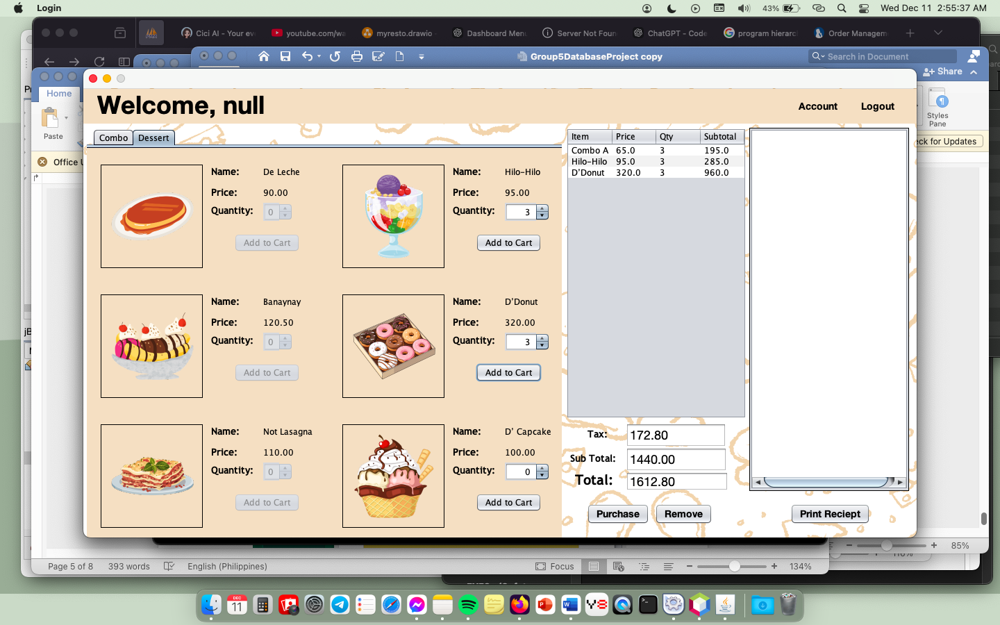 Login
43%
Wed Dec 11 2:55:37 AM
Cici AI - Your ev
youtube.com/wa
myresto.drawio -
Dashboard Menu
Server Not Foun
ChatGPT - Code
program hierarch
Order Managem
Group5DatabaseProject copy
Search in Document
Home
Share
Paste
Styles
Pane
Office U
eck for Updates
Welcome, null
Account
Logout
Combo
Dessert
Name: De Leche
Price: 90.00
Quantity: 0
Add to Cart
Name: Hilo-Hilo
Price: 95.00
Quantity: 3
Add to Cart
Name: Banaynay
Price: 120.50
Quantity: 0
Add to Cart
Name: D'Donut
Price: 320.00
Quantity: 3
Add to Cart
Name: Not Lasagna
Price: 110.00
Quantity: 0
Add to Cart
Name: D' Capcake
Price: 100.00
Quantity: 0
Add to Cart
Item Price Qty Subtotal
Combo A 65.0 3 195.0
Hilo-Hilo 95.0 3 285.0
D'Donut 320.0 3 960.0
Tax: 172.80
Sub Total: 1440.00
Total: 1612.80
Purchase
Remove
Print Reciept
85%
Page 5 of 8
393 words
English (Philippines)
Focus
134%
DEC
11